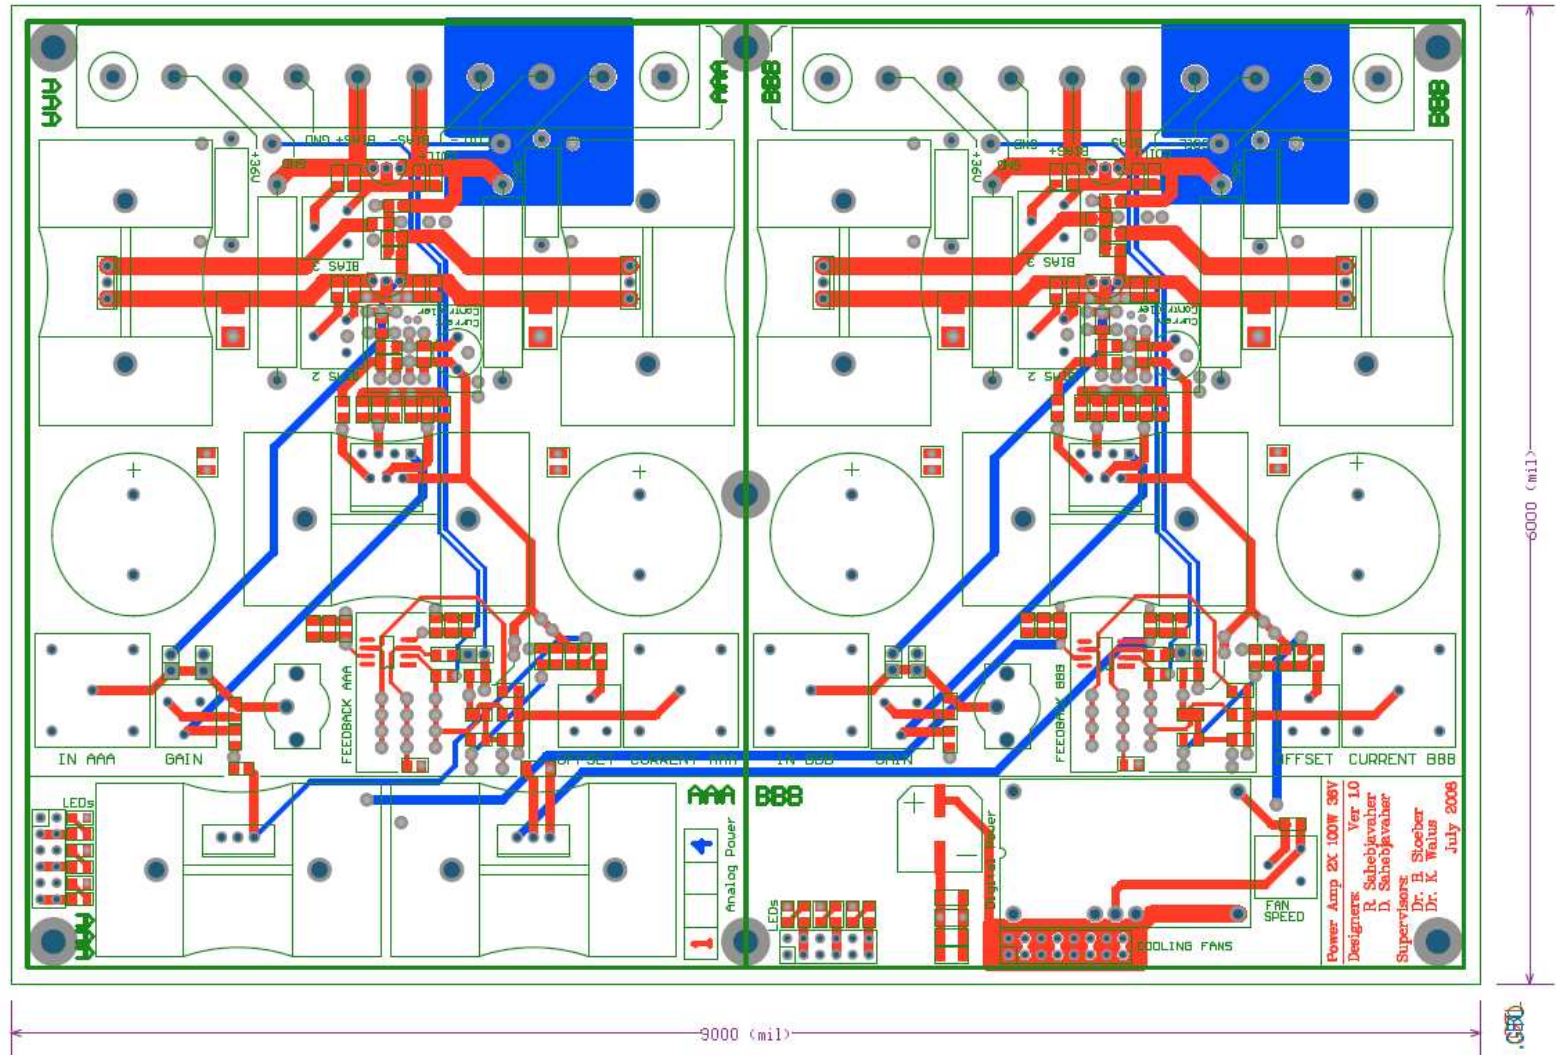 AAA
AAA
BBB
BBB
+36V
GND
BIAS+ GND
BIAS-
BIAS 3
Current
Controller
BIAS 2
+36V
GND
GND
BIAS+
BIAS
BIAS 3
Current
Controller
BIAS 2
6000 (mil)
IN AAA
GAIN
FEEDBACK AAA
OFFSET
CURRENT AAA
IN BBB
GAIN
FEEDBACK BBB
OFFSET
CURRENT BBB
LEDs
AAA
AAA
BBB
1
4
Analog Power
LEDs
Digital Power
COOLING FANS
FAN
SPEED
Power Amp 2X 100W 36V
Designers: Ver 1.0
R. Sahebjavaher
D. Sahebjavaher
Supervisors:
Dr. B. Stoeber
Dr. K. Walus
July 2008
9000 (mil)